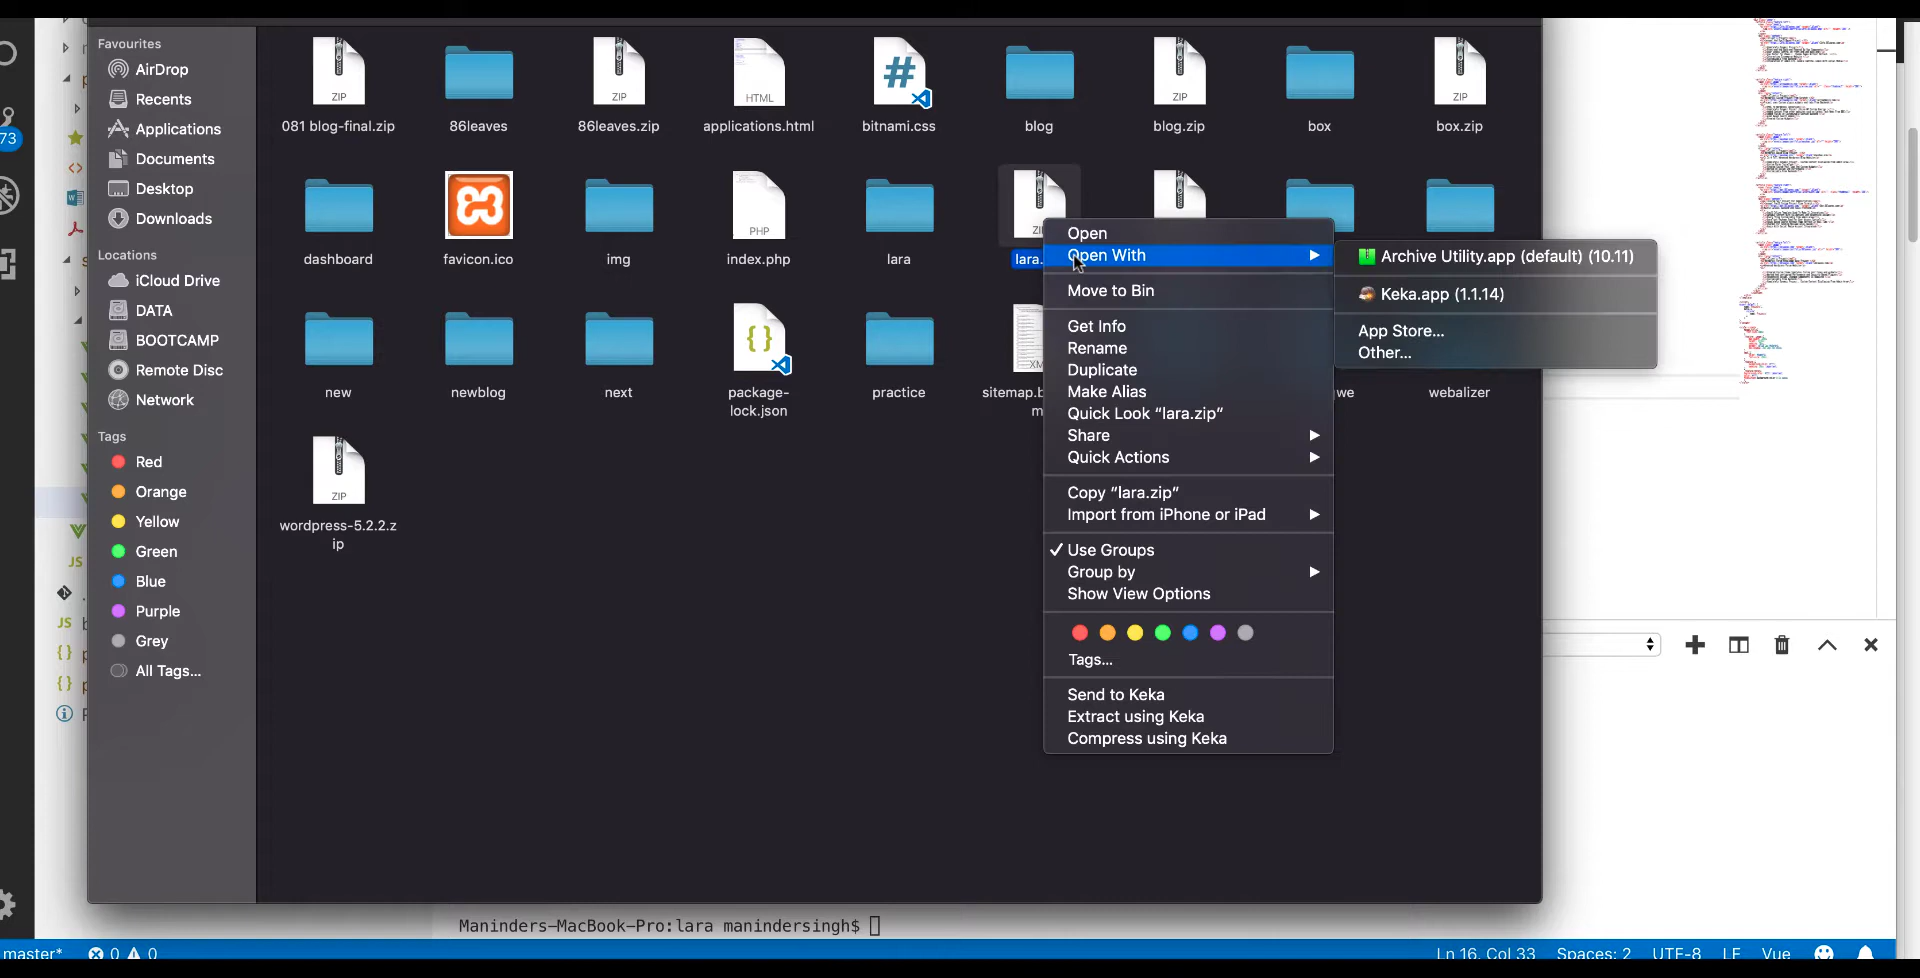 Favourites
AirDrop
Recents
Applications
Documents
Desktop
Downloads
Locations
iCloud Drive
DATA
BOOTCAMP
Remote Disc
Network
Tags
Red
Orange
Yellow
Green
Blue
Purple
Grey
All Tags...
73
JS
JS
ZIP
ZIP
HTML
#
ZIP
ZIP
081 blog-final.zip
86leaves
86leaves.zip
applications.html
bitnami.css
blog
blog.zip
box
box.zip
PHP
dashboard
favicon.ico
img
index.php
lara
lara.
{ }
new
newblog
next
package-
lock.json
practice
sitemap.
we
webalizer
ZIP
wordpress-5.2.2.z
ip
Open
Open With
Move to Bin
Get Info
Rename
Duplicate
Make Alias
Quick Look "lara.zip"
Share
Quick Actions
Copy "lara.zip"
Import from iPhone or iPad
✓ Use Groups
Group by
Show View Options
Tags...
Send to Keka
Extract using Keka
Compress using Keka
Archive Utility.app (default) (10.11)
Keka.app (1.1.14)
App Store...
Other...
Maninders-MacBook-Pro:lara manindersingh$
master* 0 0 Ln 16, Col 33 Spaces: 2 UTF-8 LF Vue